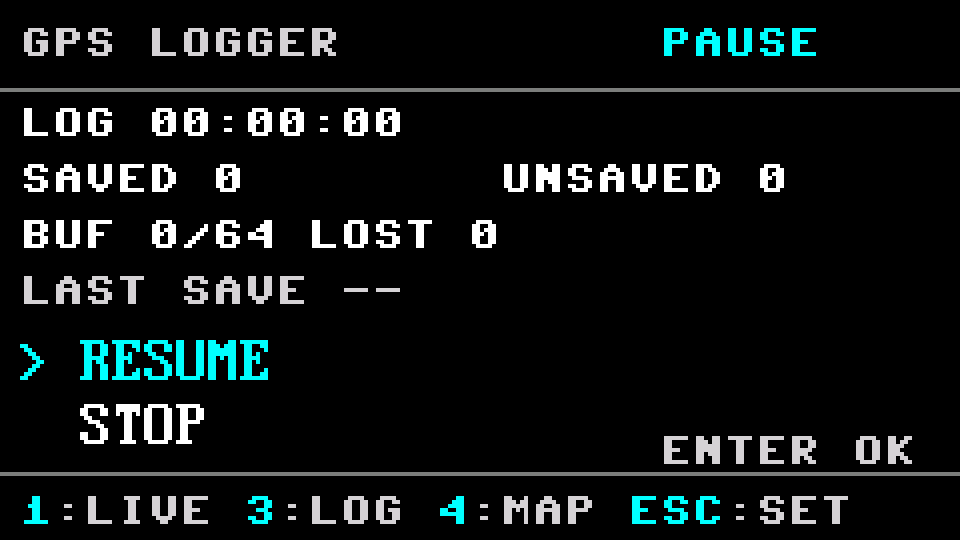 GPS LOGGER PAUSE
LOG 00:00:00
SAVED 0 UNSAVED 0
BUF 0/64 LOST 0
LAST SAVE --
> RESUME
STOP
ENTER OK
1:LIVE 3:LOG 4:MAP ESC:SET